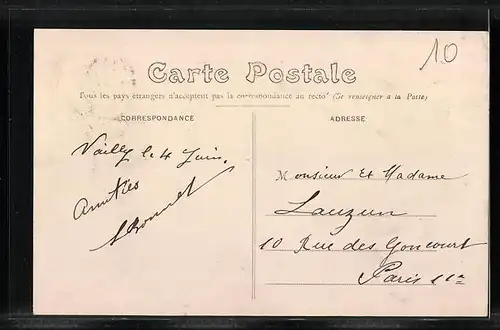 10
Carte Postale
Tous les pays étrangers n'acceptent pas la correspondance au recto (Se renseigner à la Poste)
CORRESPONDANCE
ADRESSE
Vailly le 4 Juin.
Amitiés
Monsieur Et Madame
Lauzun
10 Rue des Goncourt
Paris 11e